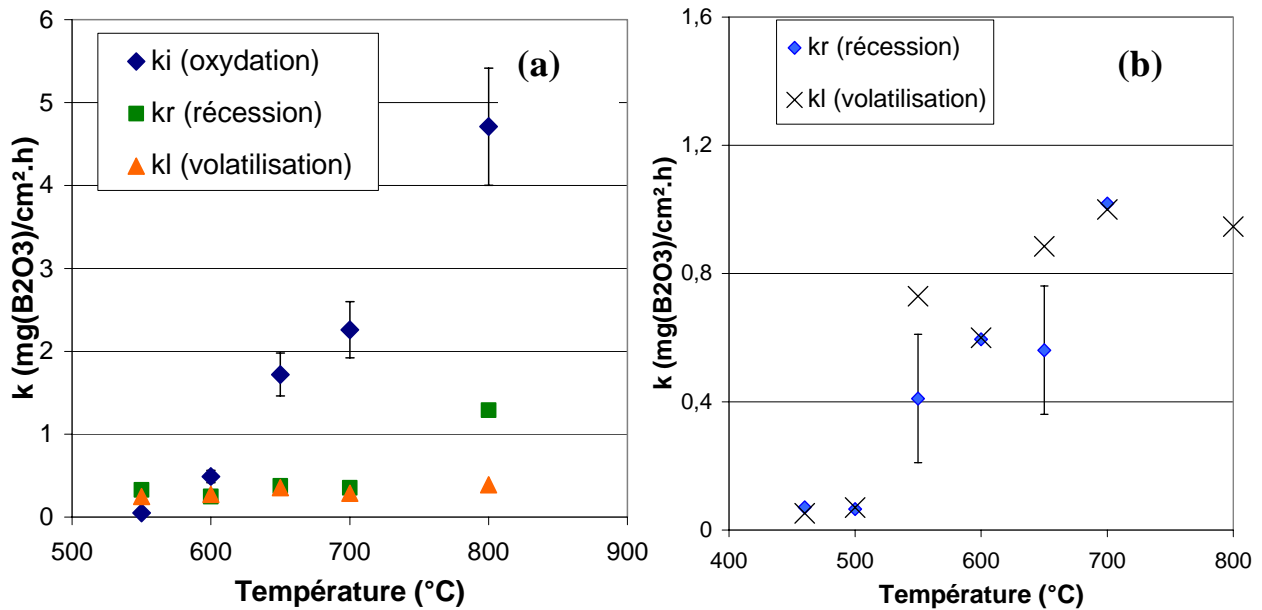 6
5
4
3
2
1
0
k (mg(B2O3)/cm².h)
ki (oxydation)
kr (récession)
kl (volatilisation)
(a)
500 600 700 800 900
Température (°C)
1,6
1,2
0,8
0,4
0
k (mg(B2O3)/cm².h)
kr (récession)
kl (volatilisation)
(b)
400 500 600 700 800
Température (°C)